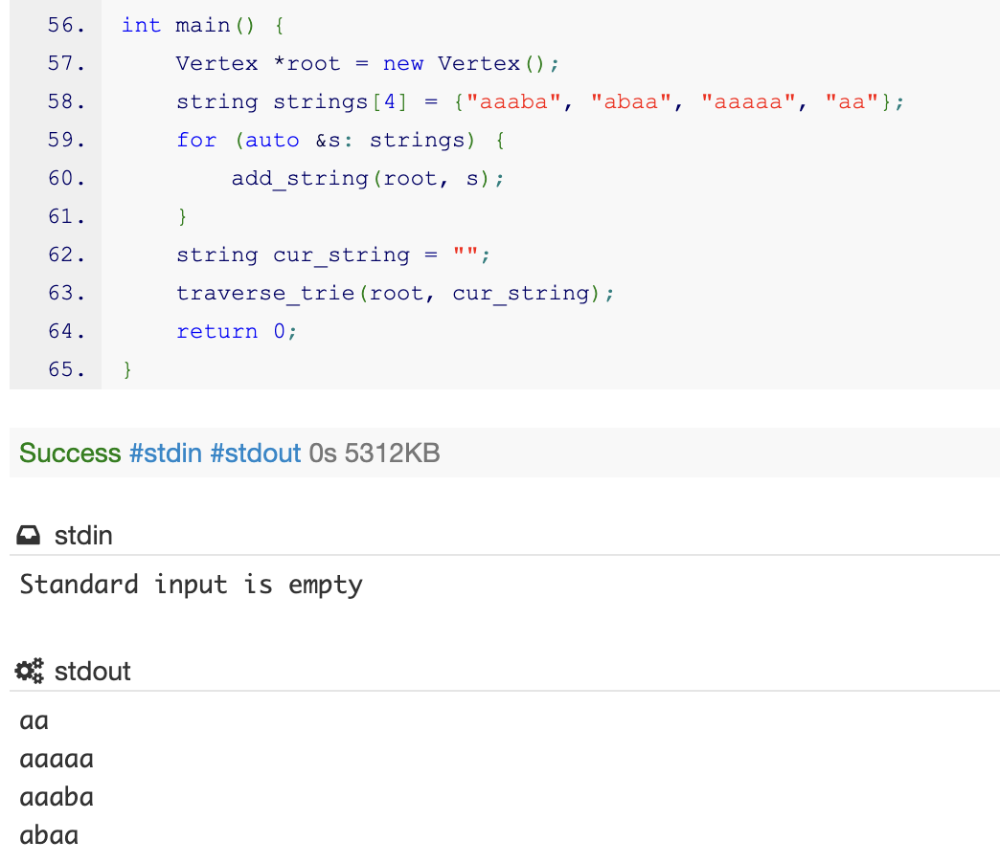 56. int main() {
57.     Vertex *root = new Vertex();
58.     string strings[4] = {"aaaba", "abaa", "aaaaa", "aa"};
59.     for (auto &s: strings) {
60.         add_string(root, s);
61.     }
62.     string cur_string = "";
63.     traverse_trie(root, cur_string);
64.     return 0;
65. }
Success #stdin #stdout 0s 5312KB
stdin
Standard input is empty
stdout
aa
aaaaa
aaaba
abaa